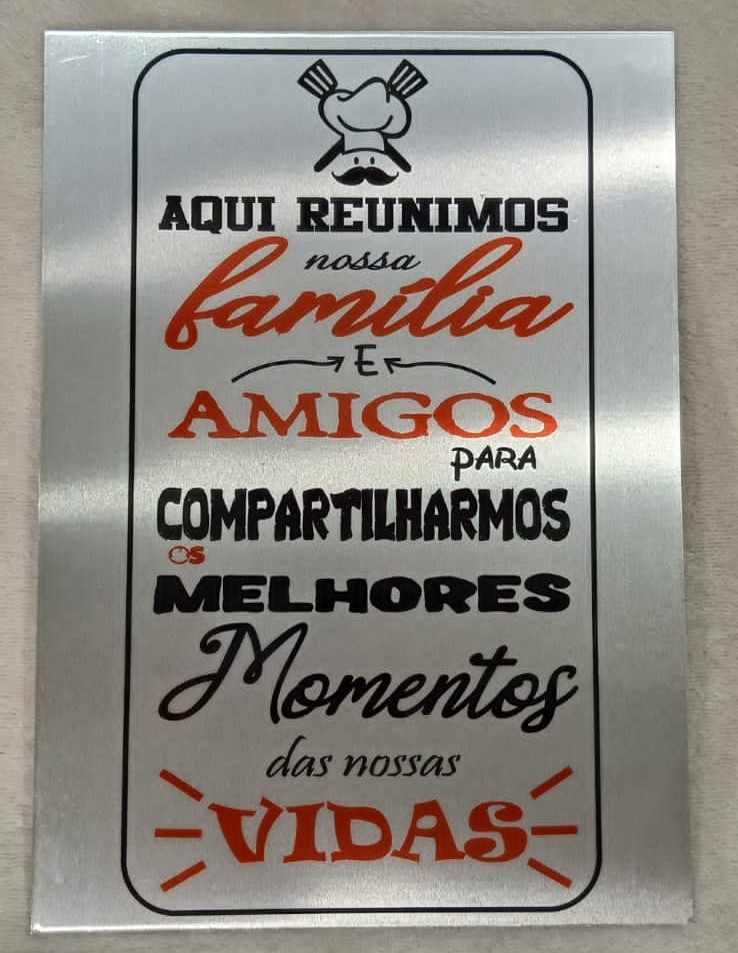 AQUI REUNIMOS
nossa
família
E
AMIGOS
PARA
COMPARTILHARMOS
OS
MELHORES
Momentos
das nossas
VIDAS